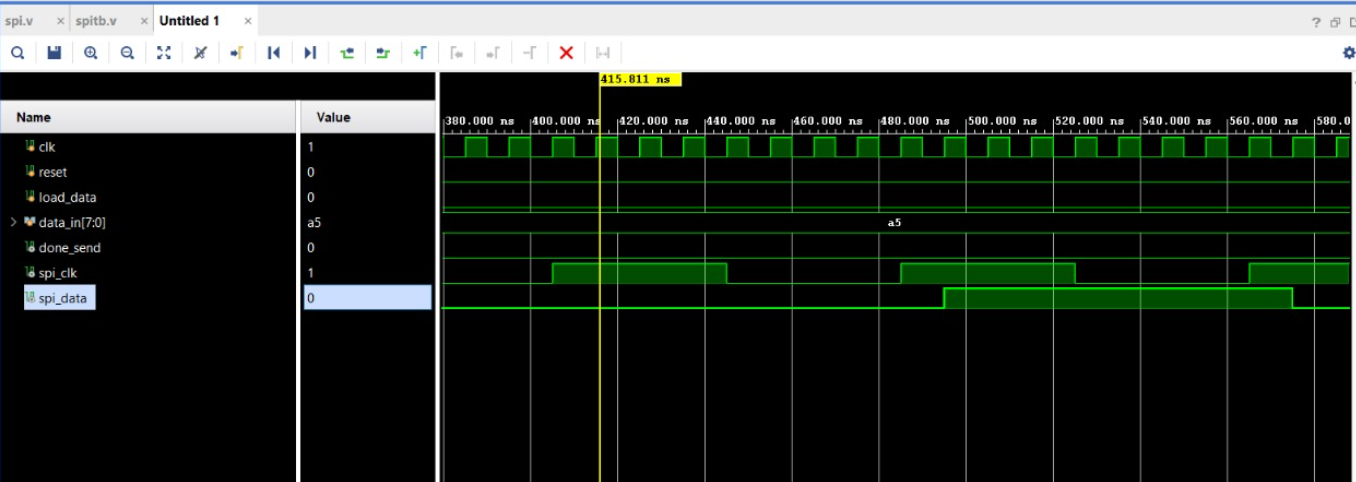 spi.v × spitb.v × Untitled 1 ×
?
415.811 ns
Name Value
380.000 ns 400.000 ns 420.000 ns 440.000 ns 460.000 ns 480.000 ns 500.000 ns 520.000 ns 540.000 ns 560.000 ns 580.0
clk 1
reset 0
load_data 0
data_in[7:0] a5 a5
done_send 0
spi_clk 1
spi_data 0